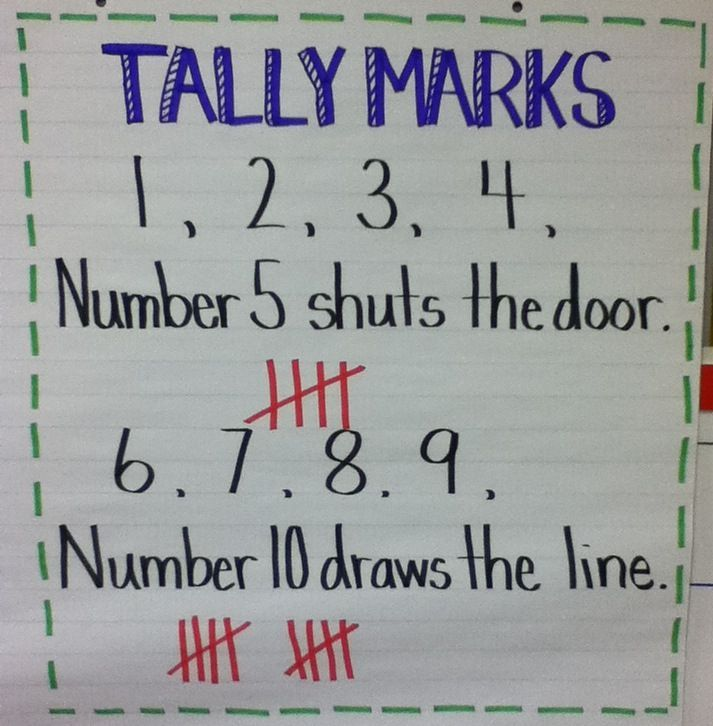 TALLY MARKS
1, 2, 3, 4,
Number 5 shuts the door.
6, 7, 8, 9,
Number 10 draws the line.